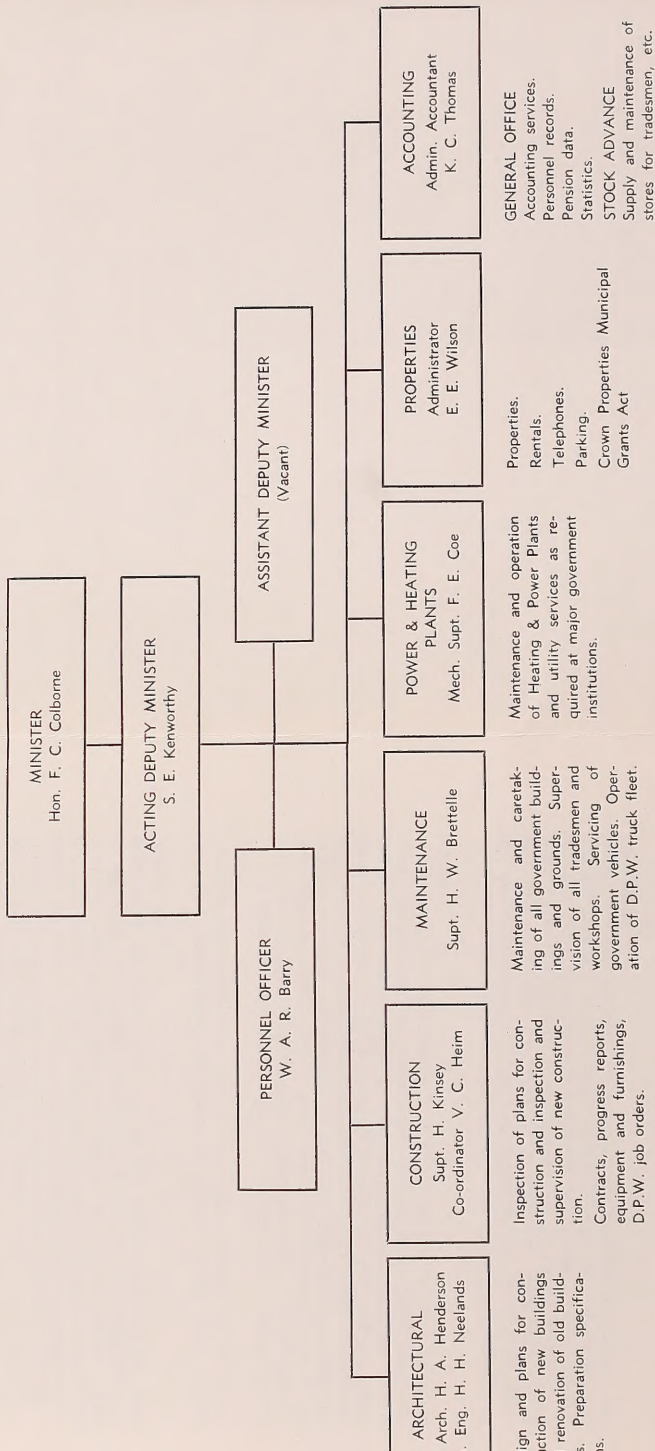 MINISTER
Hon. F. C. Colborne
ACTING DEPUTY MINISTER
S. E. Kenworthy
PERSONNEL OFFICER
W. A. R. Barry
ASSISTANT DEPUTY MINISTER
(Vacant)
ARCHITECTURAL
Arch. H. A. Henderson
Eng. H. H. Neelands
plans for con-
of new buildings
renovation of old build-
Preparation specifica-
CONSTRUCTION
Supt. H. Kinsey
Co-ordinator V. C. Heim
Inspection of plans for con-
struction and inspection and
supervision of new construc-
tion.
Contracts, progress reports,
equipment and furnishings,
D.P.W. job orders.
MAINTENANCE
Supt. H. W. Brettelle
Maintenance and caretak-
ing of all government build-
ings and grounds. Super-
vision of all tradesmen and
workshops. Servicing of
government vehicles. Oper-
ation of D.P.W. truck fleet.
POWER & HEATING
PLANTS
Mech. Supt. F. E. Coe
Maintenance and operation
of Heating & Power Plants
and utility services as re-
quired at major government
institutions.
PROPERTIES
Administrator
E. E. Wilson
Properties.
Rentals.
Telephones.
Parking.
Crown Properties Municipal
Grants Act
ACCOUNTING
Admin. Accountant
K. C. Thomas
GENERAL OFFICE
Accounting services.
Personnel records.
Pension data.
Statistics.
STOCK ADVANCE
Supply and maintenance of
stores for tradesmen, etc.